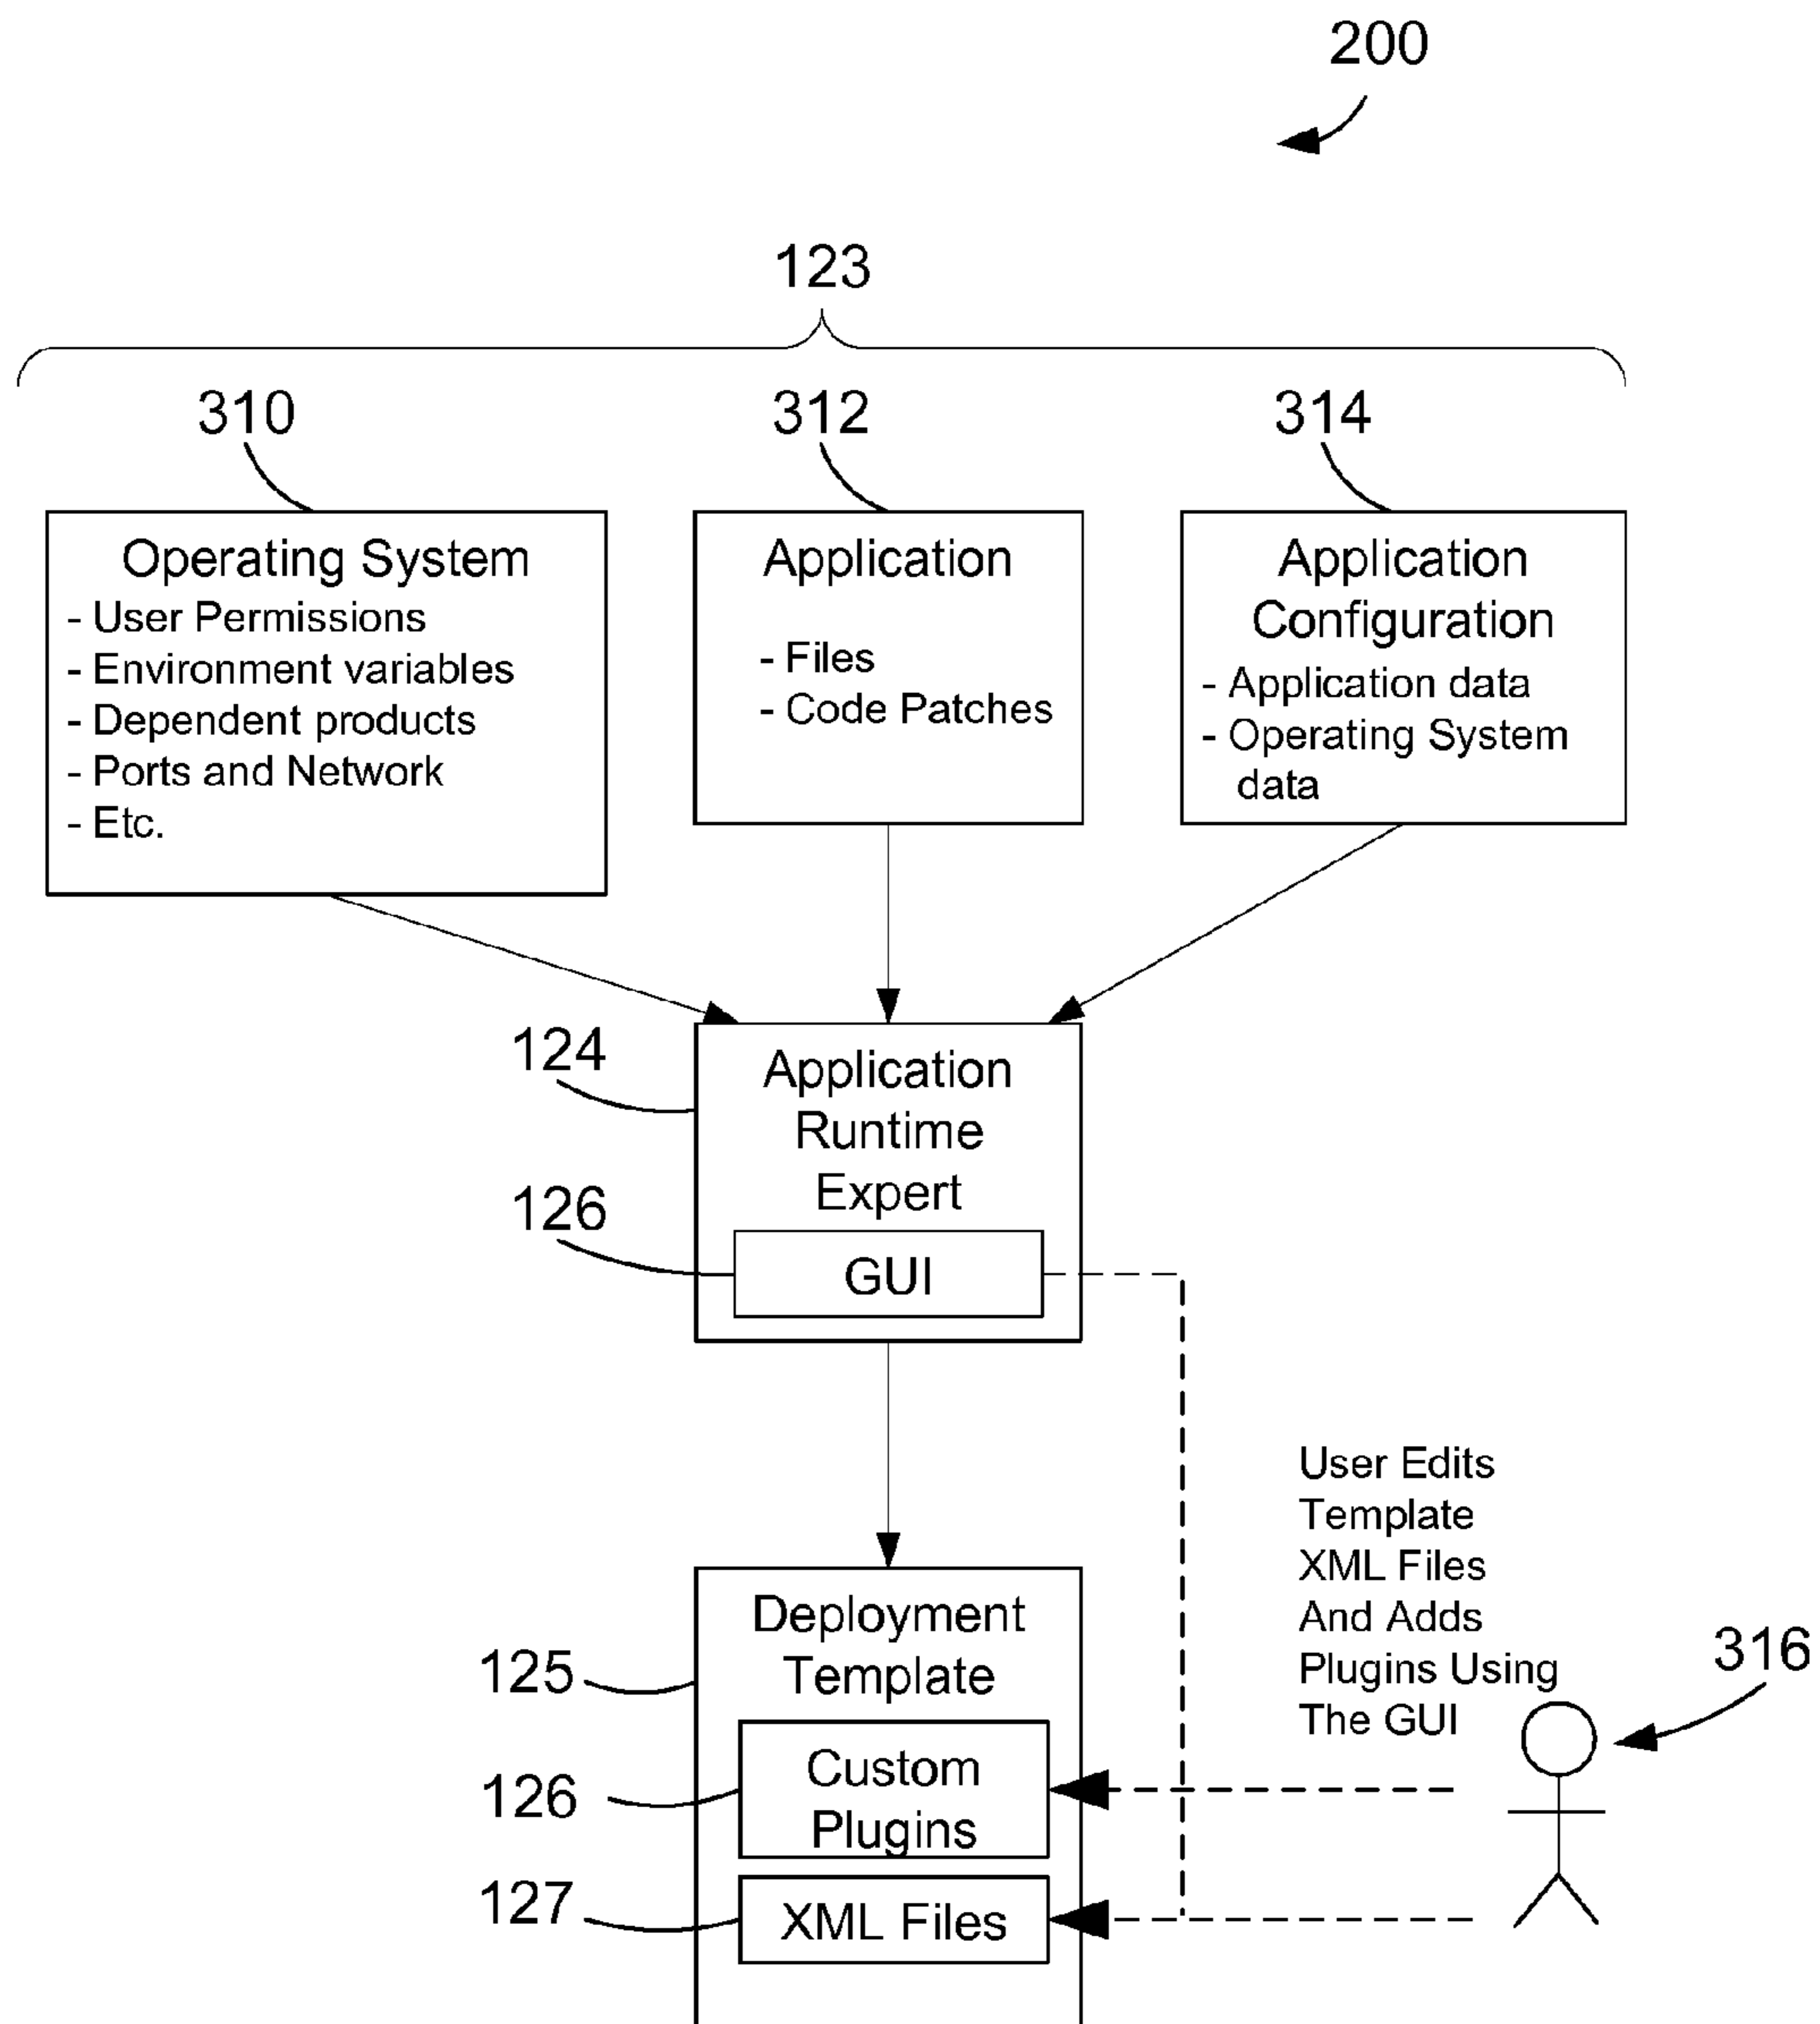 200
123
310
312
314
Operating System
- User Permissions
- Environment variables
- Dependent products
- Ports and Network
- Etc.
Application
- Files
- Code Patches
Application
Configuration
- Application data
- Operating System
data
124
Application
Runtime
Expert
126
GUI
User Edits
Template
XML Files
And Adds
Plugins Using
The GUI
316
125
Deployment
Template
126
Custom
Plugins
127
XML Files